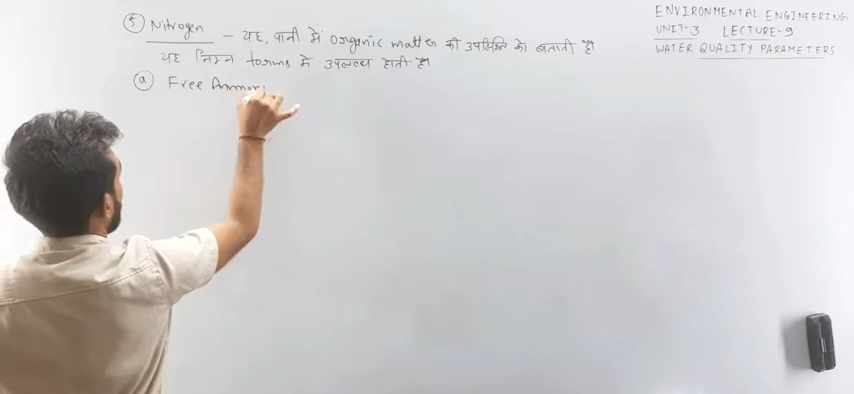 ⑤ Nitrogen - यह, पानी में organic matter की उपस्थिति को बताती है।
यह निम्न forms में उपलब्ध होती है।
ⓐ Free Ammoni
ENVIRONMENTAL ENGINEERING
UNIT-3 LECTURE-9
WATER QUALITY PARAMETERS